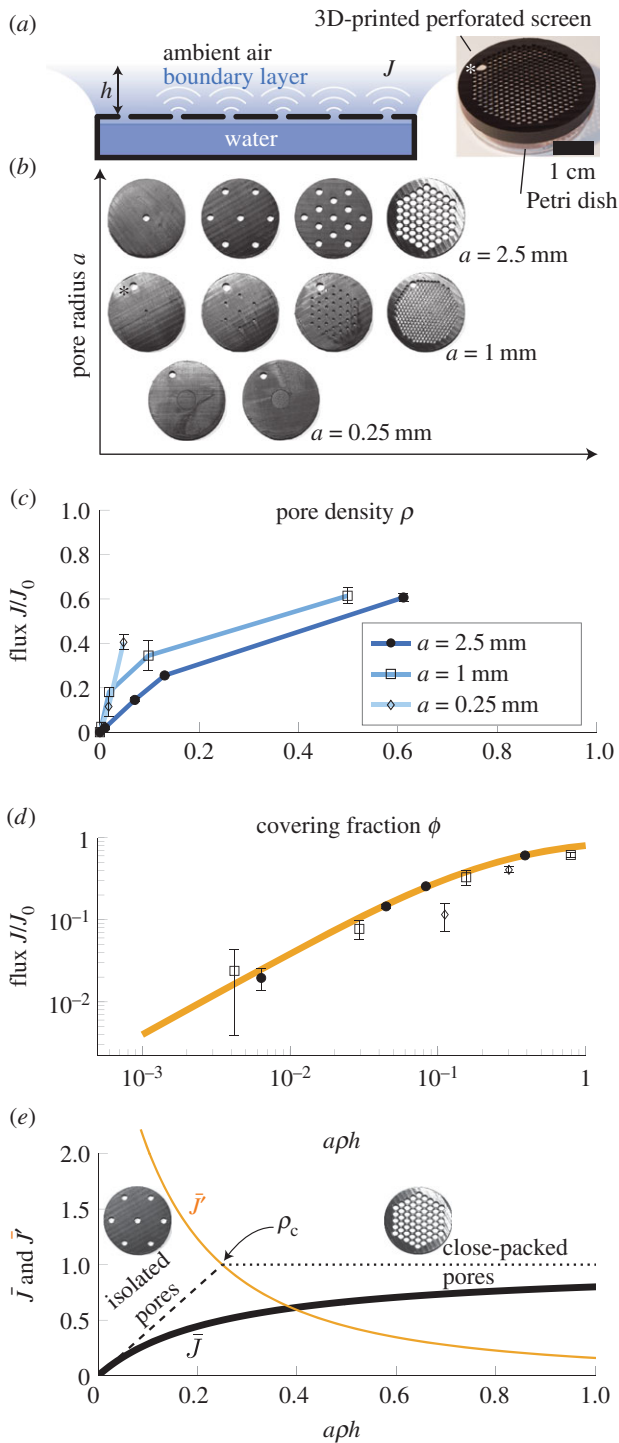 (a)
3D-printed perforated screen
ambient air
boundary layer
J
h
*
water
1 cm
Petri dish
(b)
pore radius a
a = 2.5 mm
*
a = 1 mm
a = 0.25 mm
(c)
pore density ρ
flux J/J0
1.0
0.8
0.6
0.4
0.2
0
a = 2.5 mm
a = 1 mm
a = 0.25 mm
0
0.2
0.4
0.6
0.8
1.0
(d)
covering fraction ϕ
flux J/J0
1
10⁻¹
10⁻²
10⁻³
10⁻²
10⁻¹
1
(e)
aρh
J̄ and J̄′
2.0
1.5
1.0
0.5
0
J̄′
ρc
isolated
pores
close-packed
pores
J̄
0
0.2
0.4
0.6
0.8
1.0
aρh